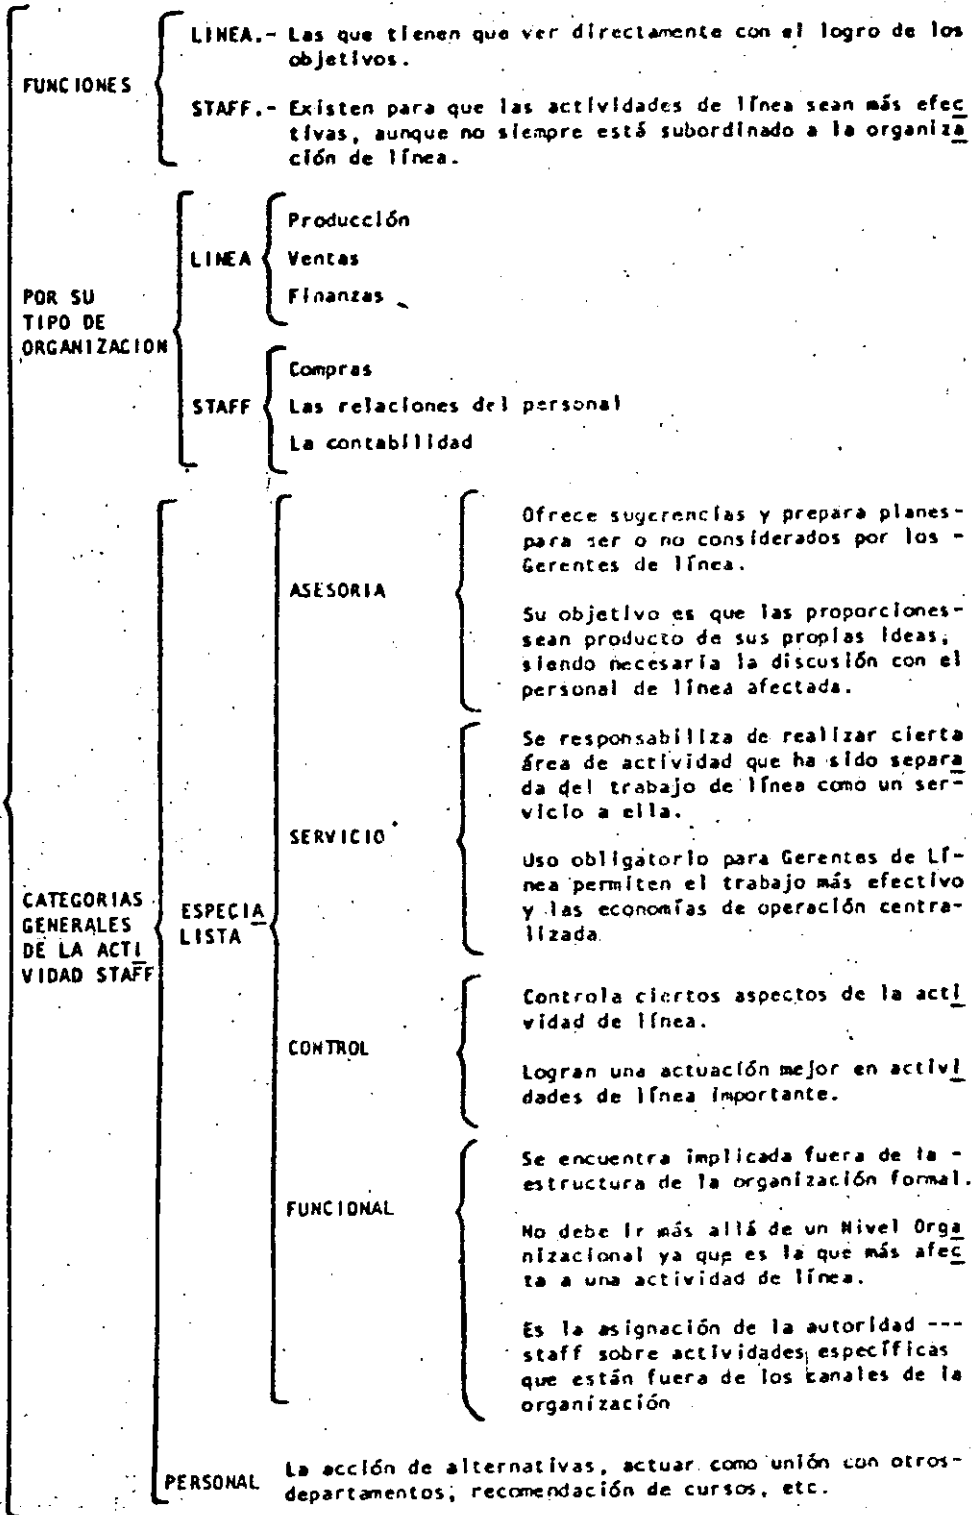 LINEA.- Las que tienen que ver directamente con el logro de los
objetivos.
FUNCIONES
STAFF.- Existen para que las actividades de línea sean más efec
tivas, aunque no siempre está subordinado a la organiza
ción de línea.
Producción
LINEA
Ventas
Finanzas
POR SU
TIPO DE
ORGANIZACION
Compras
STAFF
Las relaciones del personal
La contabilidad
Ofrece sugerencias y prepara planes-
para ser o no considerados por los -
Gerentes de línea.
ASESORIA
Su objetivo es que las proporciones-
sean producto de sus propias ideas,
siendo necesaria la discusión con el
personal de línea afectada.
Se responsabiliza de realizar cierta
área de actividad que ha sido separa
da del trabajo de línea como un ser-
vicio a ella.
SERVICIO
Uso obligatorio para Gerentes de Lí-
nea permiten el trabajo más efectivo
y las economías de operación centra-
lizada
CATEGORIAS
GENERALES
DE LA ACTI
VIDAD STAFF
ESPECIA
LISTA
Controla ciertos aspectos de la acti
vidad de línea.
CONTROL
Logran una actuación mejor en activi
dades de línea importante.
Se encuentra implicada fuera de la -
estructura de la organización formal.
FUNCIONAL
No debe ir más allá de un Nivel Orga
nizacional ya que es la que más afec
ta a una actividad de línea.
Es la asignación de la autoridad ---
staff sobre actividades específicas
que están fuera de los canales de la
organización
PERSONAL
La acción de alternativas, actuar como unión con otros-
departamentos, recomendación de cursos, etc.